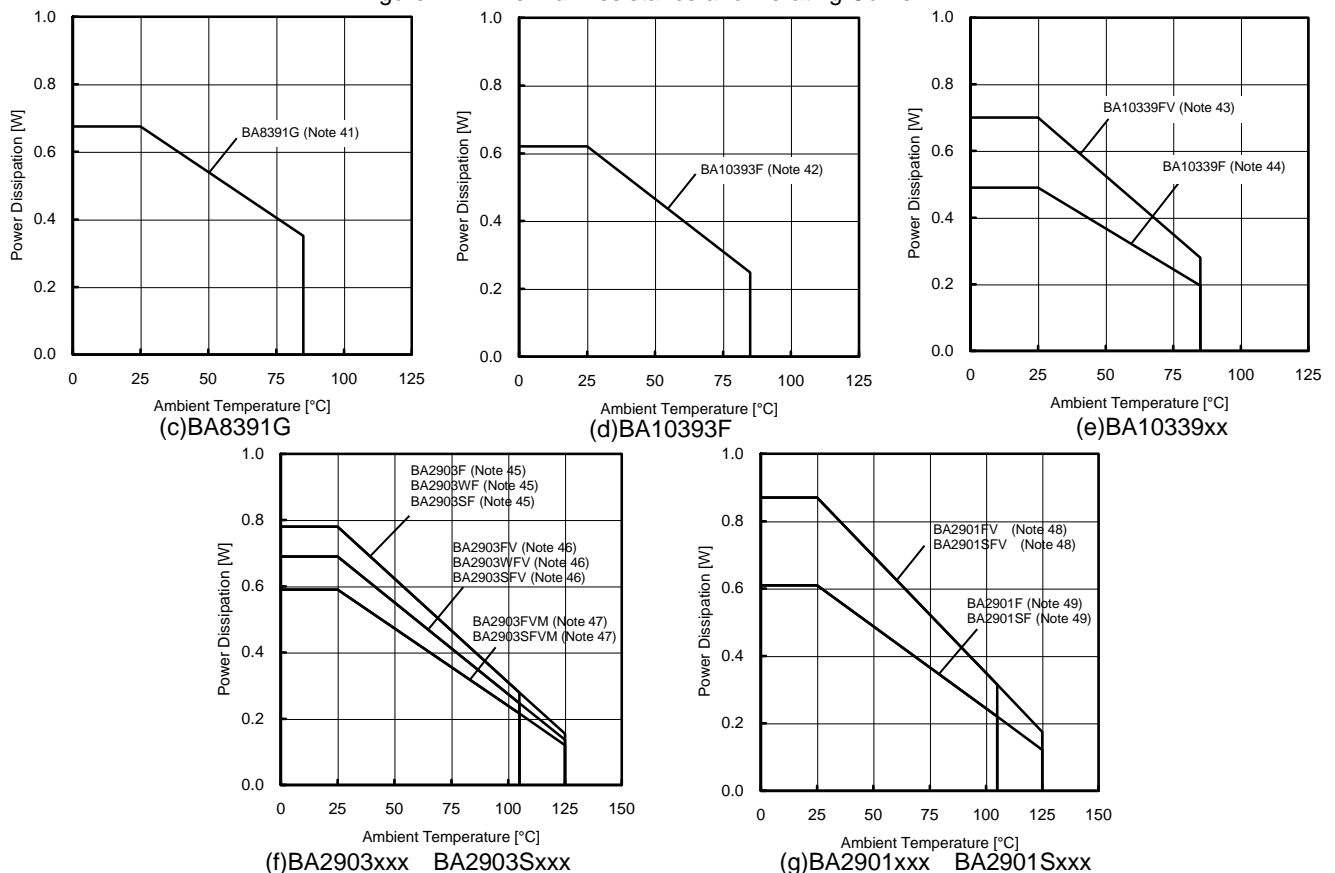 1.0
0.8
0.6
0.4
0.2
0.0
Power Dissipation [W]
BA8391G (Note 41)
0 25 50 75 100 125
Ambient Temperature [°C]
(c)BA8391G
1.0
0.8
0.6
0.4
0.2
0.0
Power Dissipation [W]
BA10393F (Note 42)
0 25 50 75 100 125
Ambient Temperature [°C]
(d)BA10393F
1.0
0.8
0.6
0.4
0.2
0.0
Power Dissipation [W]
BA10339FV (Note 43)
BA10339F (Note 44)
0 25 50 75 100 125
Ambient Temperature [°C]
(e)BA10339xx
1.0
0.8
0.6
0.4
0.2
0.0
Power Dissipation [W]
BA2903F (Note 45)
BA2903WF (Note 45)
BA2903SF (Note 45)
BA2903FV (Note 46)
BA2903WFV (Note 46)
BA2903SFV (Note 46)
BA2903FVM (Note 47)
BA2903SFVM (Note 47)
0 25 50 75 100 125 150
Ambient Temperature [°C]
(f)BA2903xxx BA2903Sxxx
1.0
0.8
0.6
0.4
0.2
0.0
Power Dissipation [W]
BA2901FV (Note 48)
BA2901SFV (Note 48)
BA2901F (Note 49)
BA2901SF (Note 49)
0 25 50 75 100 125 150
Ambient Temperature [°C]
(g)BA2901xxx BA2901Sxxx